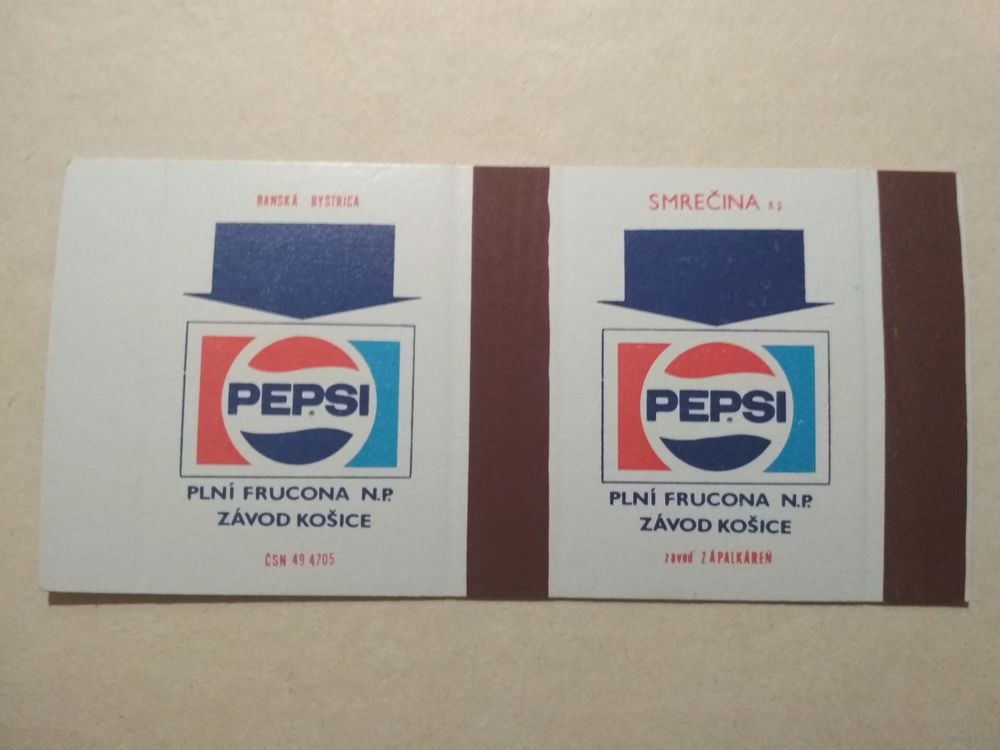 BANSKÁ BYSTRICA
PEPSI
PLNÍ FRUCONA N.P.
ZÁVOD KOŠICE
ČSN 49 4705
SMREČINA n.p.
PEPSI
PLNÍ FRUCONA N.P.
ZÁVOD KOŠICE
závod ZÁPALKÁREŇ